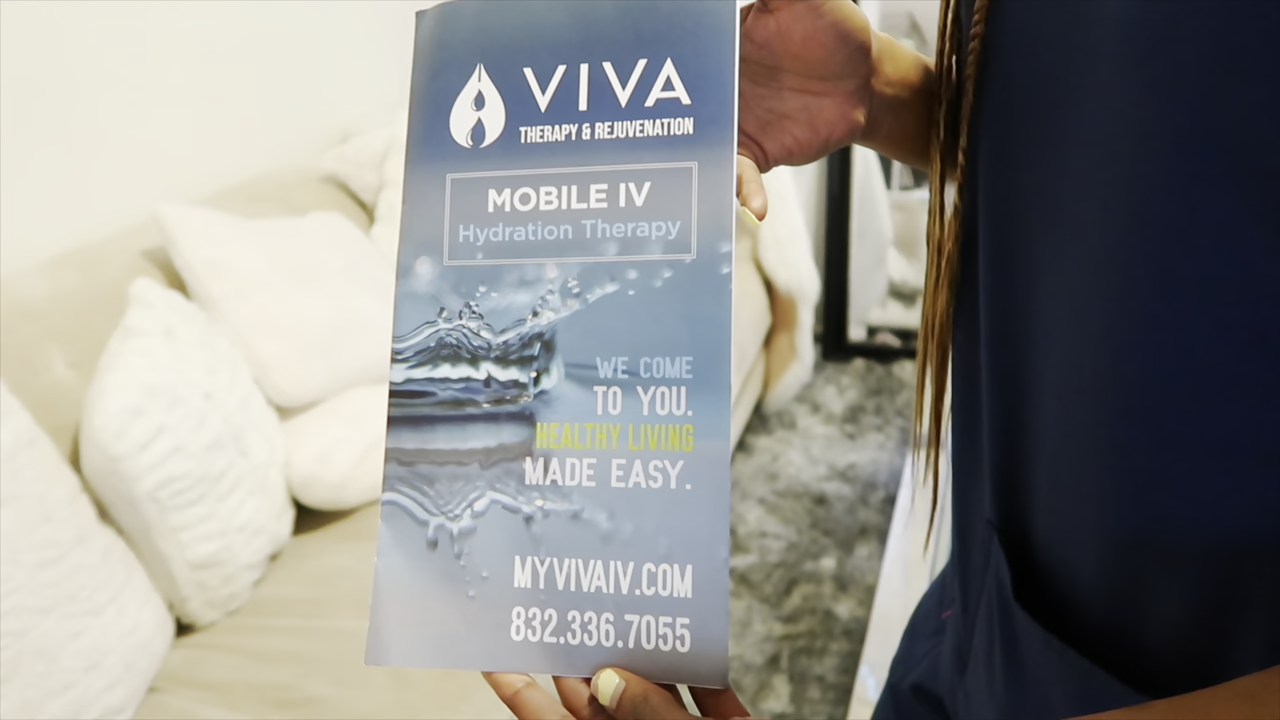 VIVA
THERAPY & REJUVENATION
MOBILE IV
Hydration Therapy
WE COME
TO YOU.
HEALTHY LIVING
MADE EASY.
MYVIVAIV.COM
832.336.7055